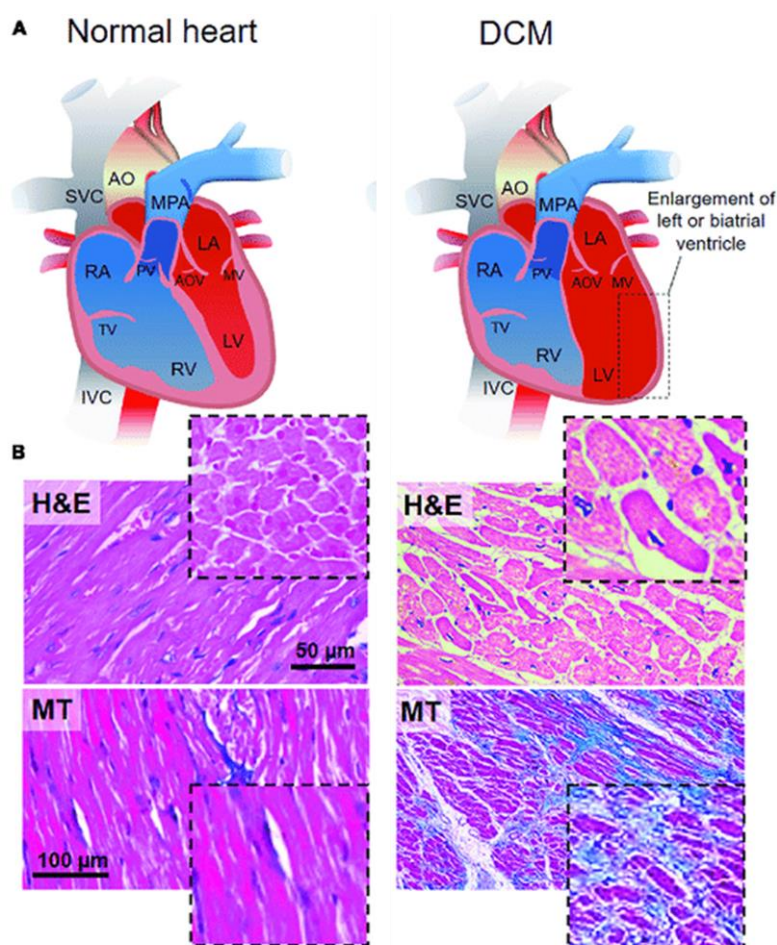 A
Normal heart
DCM
AO
SVC
MPA
LA
RA
PV
AOV
MV
TV
LV
RV
IVC
AO
SVC
MPA
LA
RA
PV
AOV
MV
TV
RV
LV
IVC
Enlargement of
left or biatrial
ventricle
B
H&E
50 µm
H&E
MT
100 µm
MT